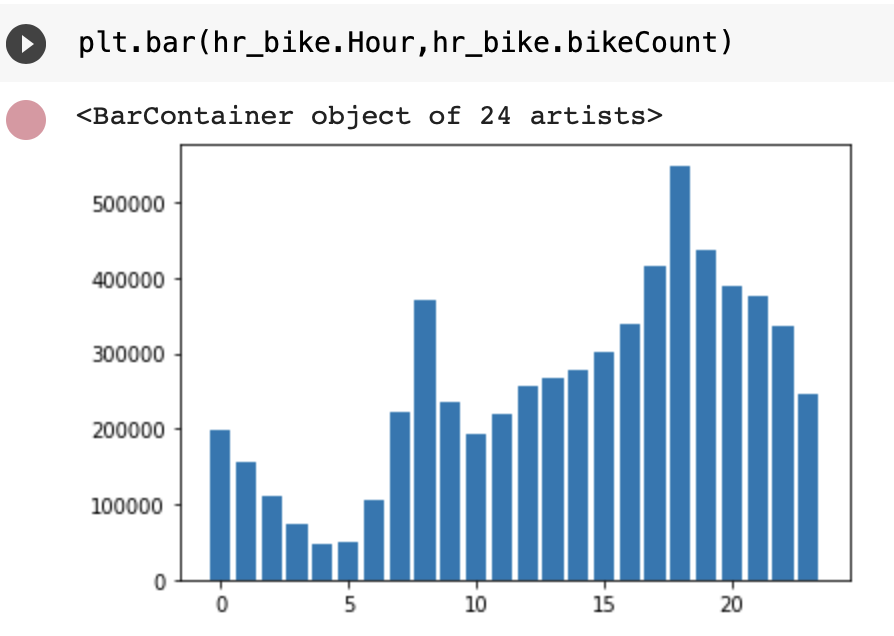 plt.bar(hr_bike.Hour,hr_bike.bikeCount)
<BarContainer object of 24 artists>
500000
400000
300000
200000
100000
0
0 5 10 15 20